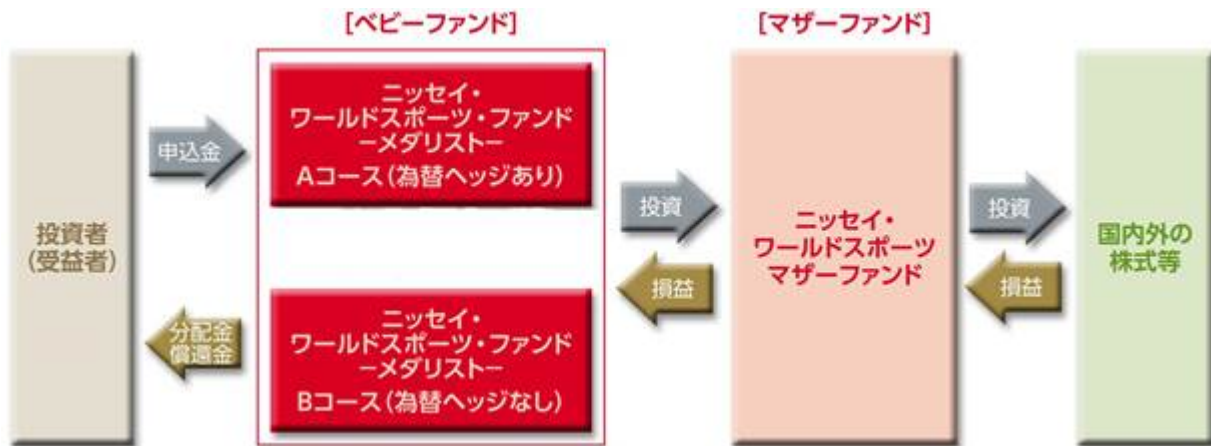 [ベビーファンド]
[マザーファンド]
投資者
(受益者)
申込金
分配金
償還金
ニッセイ・
ワールドスポーツ・ファンド
－メダリスト－
Aコース(為替ヘッジあり)
ニッセイ・
ワールドスポーツ・ファンド
－メダリスト－
Bコース(為替ヘッジなし)
投資
損益
ニッセイ・
ワールドスポーツ
マザーファンド
投資
損益
国内外の
株式等